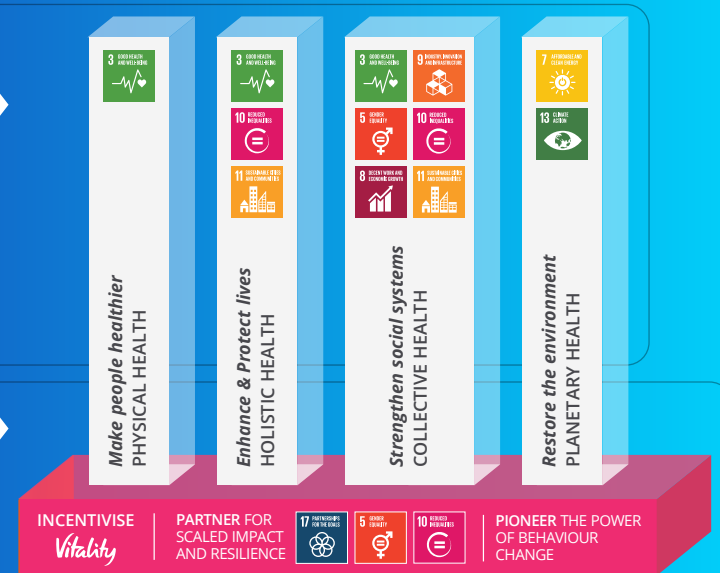 3 GOOD HEALTH
AND WELL-BEING
3 GOOD HEALTH
AND WELL-BEING
10 REDUCED
INEQUALITIES
11 SUSTAINABLE CITIES
AND COMMUNITIES
3 GOOD HEALTH
AND WELL-BEING
9 INDUSTRY, INNOVATION
AND INFRASTRUCTURE
5 GENDER
EQUALITY
10 REDUCED
INEQUALITIES
8 DECENT WORK AND
ECONOMIC GROWTH
11 SUSTAINABLE CITIES
AND COMMUNITIES
7 AFFORDABLE AND
CLEAN ENERGY
13 CLIMATE
ACTION
Make people healthier
PHYSICAL HEALTH
Enhance & Protect lives
HOLISTIC HEALTH
Strengthen social systems
COLLECTIVE HEALTH
Restore the environment
PLANETARY HEALTH
INCENTIVISE
Vitality
PARTNER FOR
SCALED IMPACT
AND RESILIENCE
17 PARTNERSHIPS
FOR THE GOALS
5 GENDER
EQUALITY
10 REDUCED
INEQUALITIES
PIONEER THE POWER
OF BEHAVIOUR
CHANGE